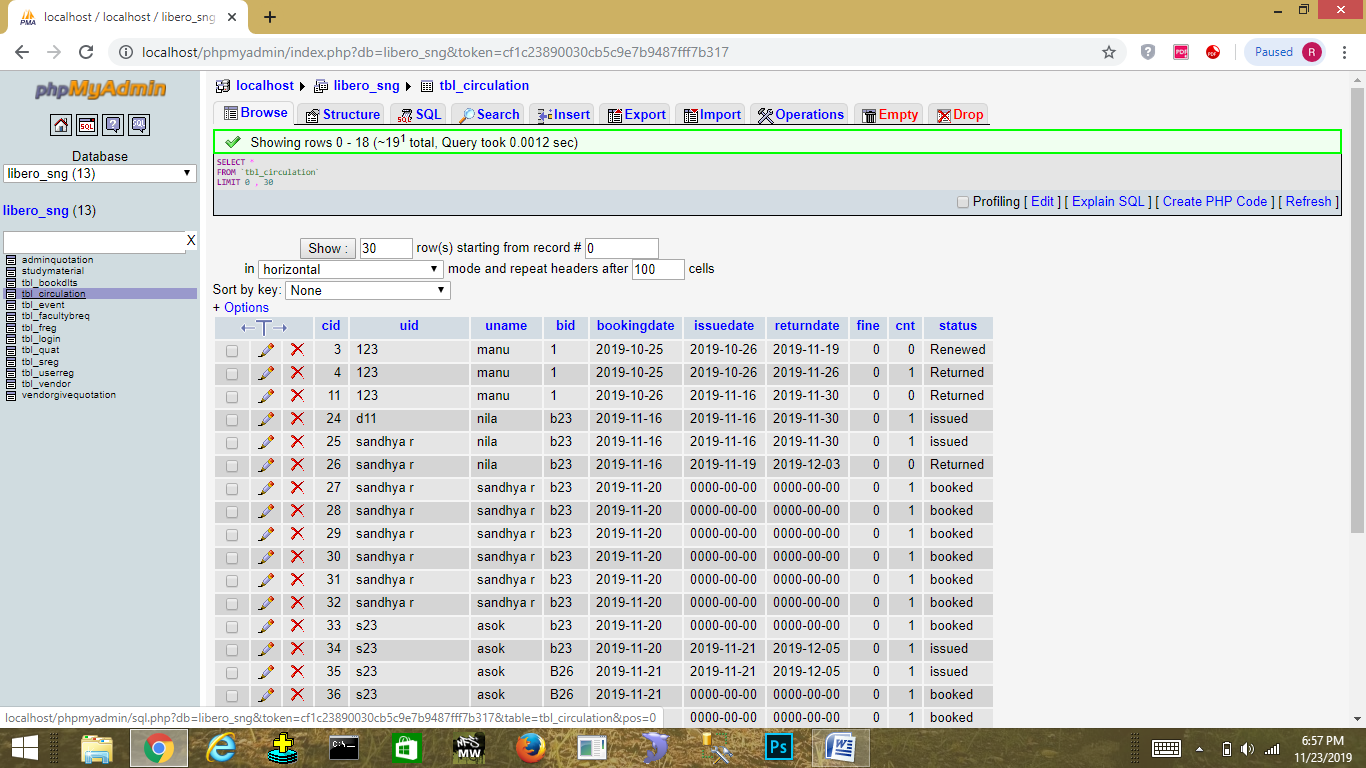 localhost / localhost / libero_sng
localhost/phpmyadmin/index.php?db=libero_sng&token=cf1c23890030cb5c9e7b9487fff7b317
Paused R
phpMyAdmin
Database
libero_sng (13)
libero_sng (13)
X
adminquotation
studymaterial
tbl_bookdlts
tbl_circulation
tbl_event
tbl_facultybreq
tbl_freg
tbl_login
tbl_quat
tbl_sreg
tbl_userreg
tbl_vendor
vendorgivequotation
localhost libero_sng tbl_circulation
Browse Structure SQL Search Insert Export Import Operations Empty Drop
Showing rows 0 - 18 (~19¹ total, Query took 0.0012 sec)
SELECT *
FROM `tbl_circulation`
LIMIT 0 , 30
Profiling [ Edit ] [ Explain SQL ] [ Create PHP Code ] [ Refresh ]
Show : 30 row(s) starting from record # 0
in horizontal mode and repeat headers after 100 cells
Sort by key: None
+ Options
←T→ cid uid uname bid bookingdate issuedate returndate fine cnt status
3 123 manu 1 2019-10-25 2019-10-26 2019-11-19 0 0 Renewed
4 123 manu 1 2019-10-25 2019-10-26 2019-11-26 0 1 Returned
11 123 manu 1 2019-10-26 2019-11-16 2019-11-30 0 0 Returned
24 d11 nila b23 2019-11-16 2019-11-16 2019-11-30 0 1 issued
25 sandhya r nila b23 2019-11-16 2019-11-16 2019-11-30 0 1 issued
26 sandhya r nila b23 2019-11-16 2019-11-19 2019-12-03 0 0 Returned
27 sandhya r sandhya r b23 2019-11-20 0000-00-00 0000-00-00 0 1 booked
28 sandhya r sandhya r b23 2019-11-20 0000-00-00 0000-00-00 0 1 booked
29 sandhya r sandhya r b23 2019-11-20 0000-00-00 0000-00-00 0 1 booked
30 sandhya r sandhya r b23 2019-11-20 0000-00-00 0000-00-00 0 1 booked
31 sandhya r sandhya r b23 2019-11-20 0000-00-00 0000-00-00 0 1 booked
32 sandhya r sandhya r b23 2019-11-20 0000-00-00 0000-00-00 0 1 booked
33 s23 asok b23 2019-11-20 0000-00-00 0000-00-00 0 1 booked
34 s23 asok b23 2019-11-20 2019-11-21 2019-12-05 0 1 issued
35 s23 asok B26 2019-11-21 2019-11-21 2019-12-05 0 1 issued
36 s23 asok B26 2019-11-21 0000-00-00 0000-00-00 0 1 booked
0000-00-00 0000-00-00 0 1 booked
localhost/phpmyadmin/sql.php?db=libero_sng&token=cf1c23890030cb5c9e7b9487fff7b317&table=tbl_circulation&pos=0
6:57 PM
11/23/2019